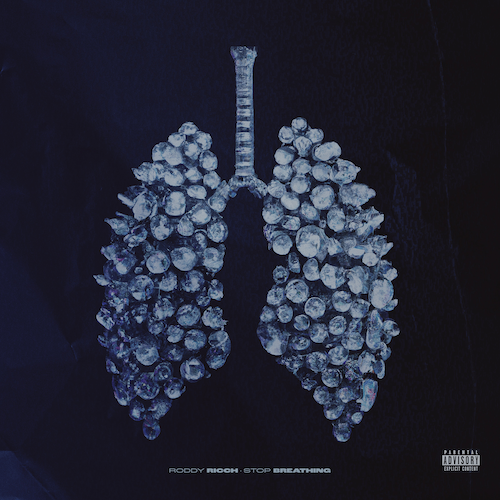 RODDY RICCH · STOP BREATHING
PARENTAL
ADVISORY
EXPLICIT CONTENT